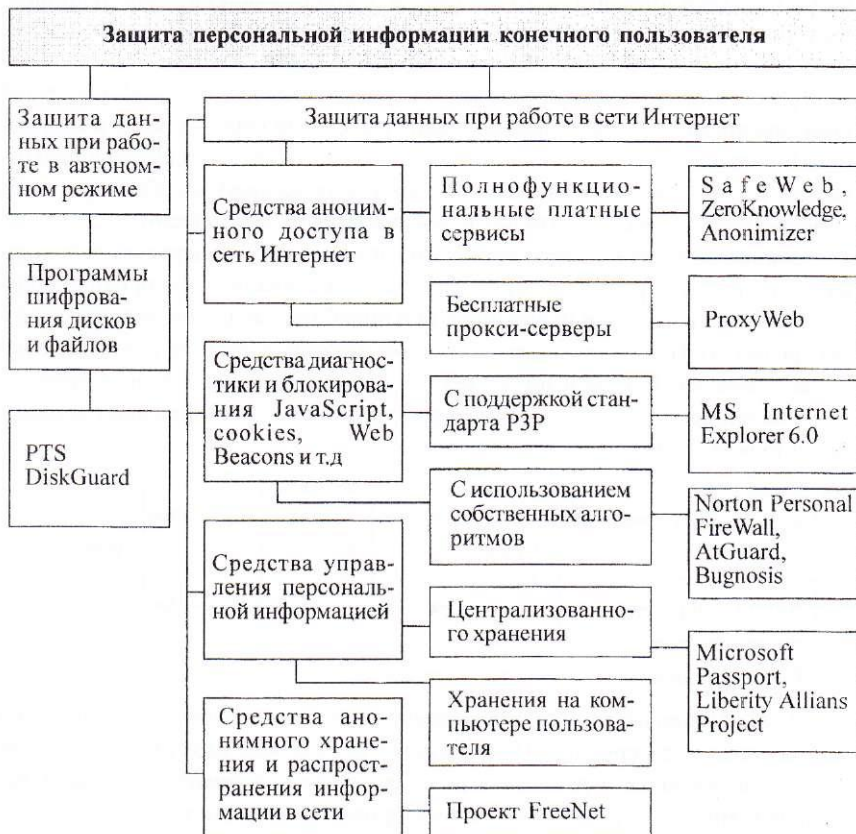 Защита персональной информации конечного пользователя
Защита дан-
ных при рабо-
те в автоном-
ном режиме
Программы
шифрова-
ния дисков
и файлов
PTS
DiskGuard
Защита данных при работе в сети Интернет
Средства аноним-
ного доступа в
сеть Интернет
Полнофункцио-
нальные платные
сервисы
SafeWeb,
ZeroKnowledge,
Anonimizer
Бесплатные
прокси-серверы
ProxyWeb
Средства диагнос-
тики и блокирова-
ния JavaScript,
cookies, Web
Beacons и т.д
С поддержкой стан-
дарта P3P
MS Internet
Explorer 6.0
С использованием
собственных алго-
ритмов
Norton Personal
FireWall,
AtGuard,
Bugnosis
Средства управ-
ления персональ-
ной информацией
Централизованно-
го хранения
Microsoft
Passport,
Liberity Allians
Project
Хранения на ком-
пьютере пользова-
теля
Средства ано-
нимного хране-
ния и распрост-
ранения инфор-
мации в сети
Проект FreeNet